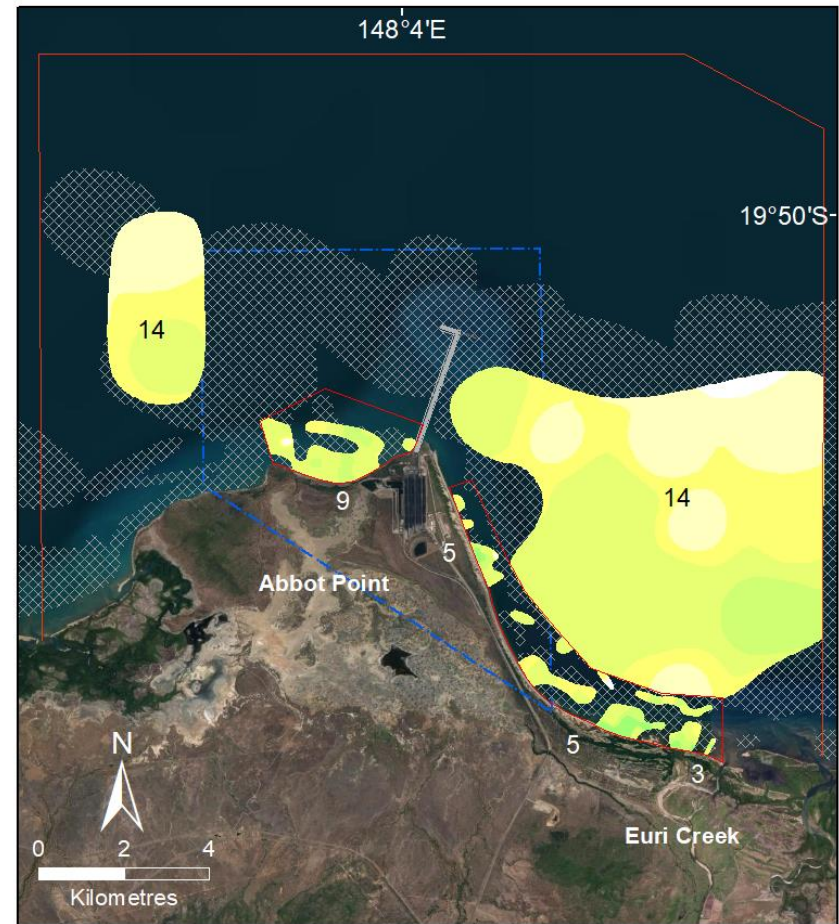 148°4'E
19°50'S
14
14
9
5
Abbot Point
5
3
N
Euri Creek
0 2 4
Kilometres